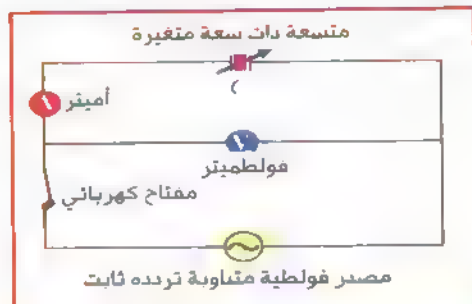 متسعة ذات سعة متغيرة
أميتر
V
فولطميتر
مفتاح كهربائي
مصدر فولطية متناوبة تردده ثابت